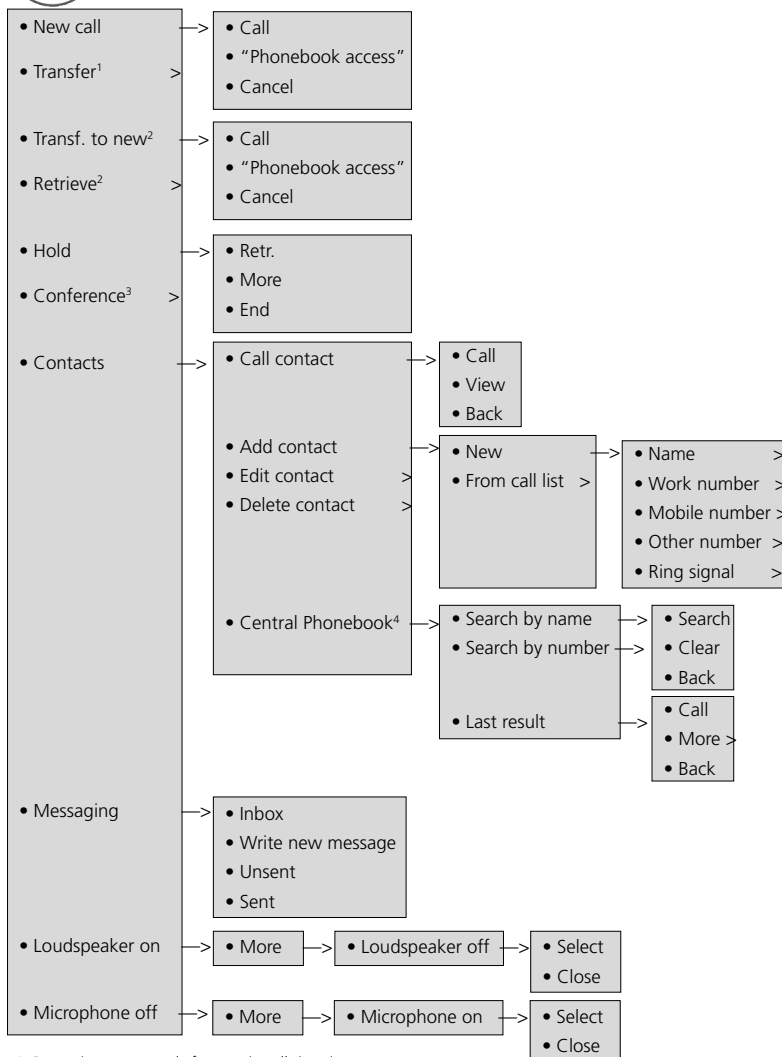 • New call —> • Call
• “Phonebook access”
• Transfer¹ >
• Cancel
• Transf. to new² —> • Call
• “Phonebook access”
• Retrieve² >
• Cancel
• Hold —> • Retr.
• More
• Conference³ >
• End
• Contacts —> • Call contact —> • Call
• View
• Back
• Add contact —> • New —> • Name >
• Edit contact > • From call list > • Work number >
• Delete contact > • Mobile number >
• Other number >
• Ring signal >
• Central Phonebook⁴ —> • Search by name —> • Search
• Search by number —> • Clear
• Back
• Last result —> • Call
• More >
• Back
• Messaging —> • Inbox
• Write new message
• Unsent
• Sent
• Loudspeaker on —> • More —> • Loudspeaker off —> • Select
• Close
• Microphone off —> • More —> • Microphone on —> • Select
• Close